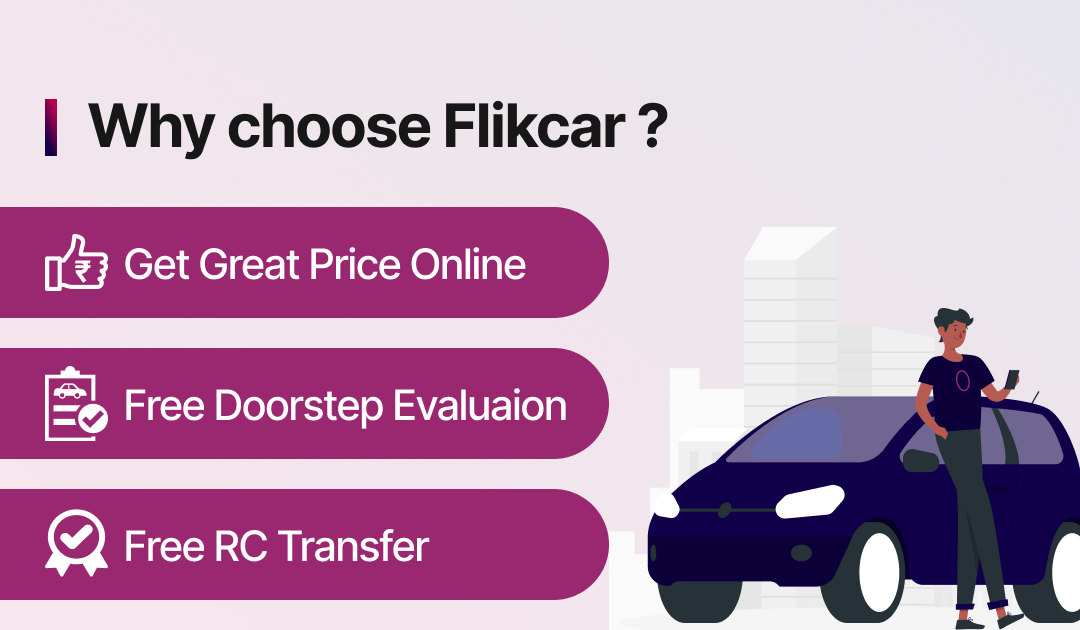 Why choose Flikcar ?
Get Great Price Online
Free Doorstep Evaluaion
Free RC Transfer